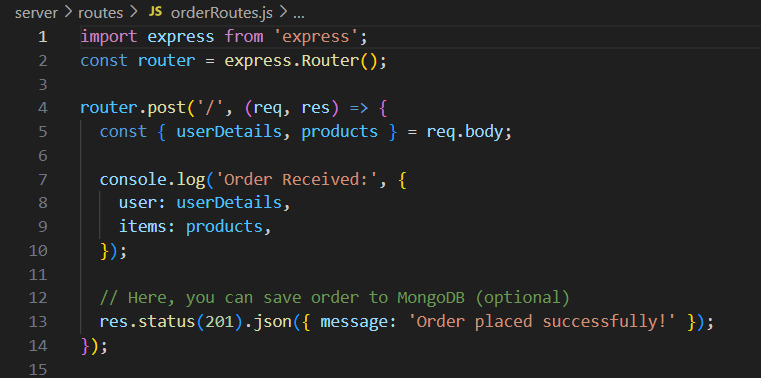 server > routes > JS orderRoutes.js > ...
1 import express from 'express';
2 const router = express.Router();
3
4 router.post('/', (req, res) => {
5   const { userDetails, products } = req.body;
6
7   console.log('Order Received:', {
8     user: userDetails,
9     items: products,
10   });
11
12   // Here, you can save order to MongoDB (optional)
13   res.status(201).json({ message: 'Order placed successfully!' });
14 });
15